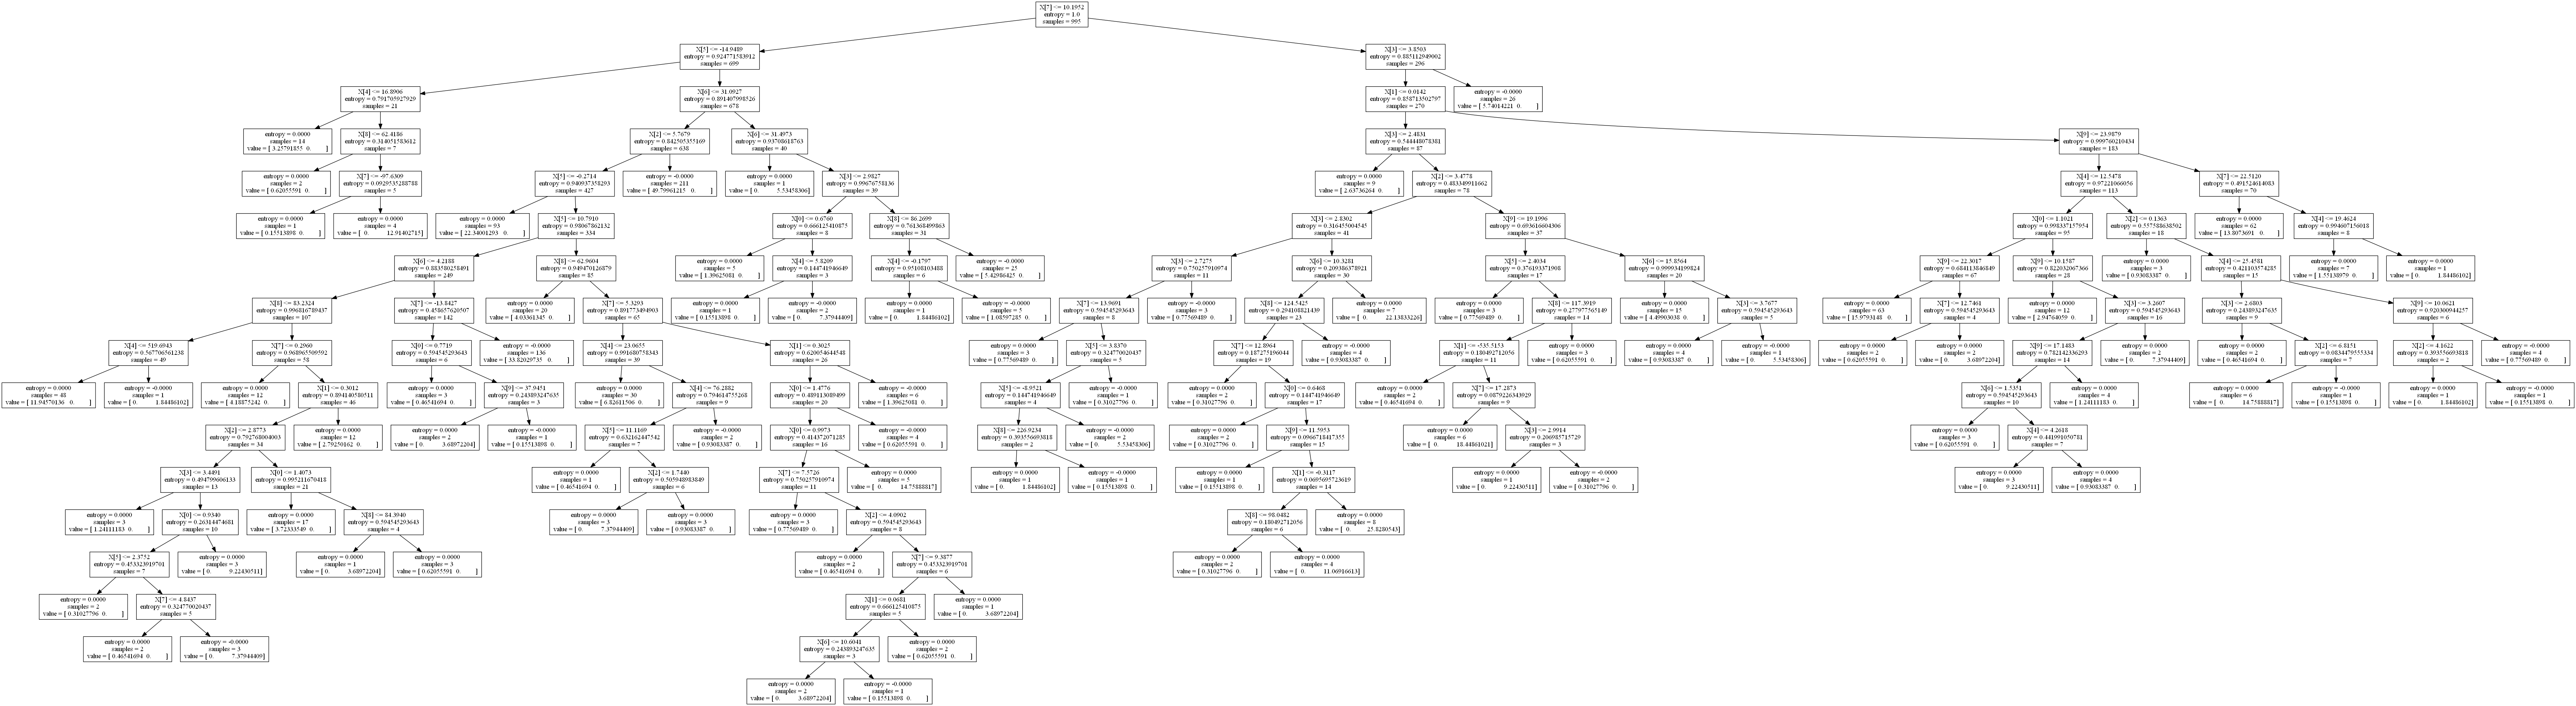 X[7] <= 10.1952
entropy = 1.0
samples = 995
X[5] <= -14.9489
entropy = 0.924771583912
samples = 699
X[3] <= 3.8503
entropy = 0.885112949002
samples = 296
X[4] <= 16.8906
entropy = 0.791705927929
samples = 21
X[6] <= 31.0927
entropy = 0.891407998526
samples = 678
X[1] <= 0.0142
entropy = 0.858713502797
samples = 270
entropy = -0.0000
samples = 26
value = [ 5.74014221 0. ]
entropy = 0.0000
samples = 14
value = [ 3.25791855 0. ]
X[8] <= 62.4186
entropy = 0.314051583612
samples = 7
X[2] <= 5.7679
entropy = 0.842505355169
samples = 638
X[6] <= 31.4973
entropy = 0.93708618763
samples = 40
X[3] <= 2.4831
entropy = 0.544448078381
samples = 87
X[9] <= 23.9879
entropy = 0.999760210434
samples = 183
entropy = 0.0000
samples = 2
value = [ 0.62055591 0. ]
X[7] <= -97.6309
entropy = 0.0929535288788
samples = 5
X[5] <= -0.2714
entropy = 0.940937358293
samples = 427
entropy = -0.0000
samples = 211
value = [ 49.79961215 0. ]
entropy = 0.0000
samples = 1
value = [ 0. 5.53458306]
X[3] <= 2.9827
entropy = 0.99676758136
samples = 39
entropy = 0.0000
samples = 9
value = [ 2.63736264 0. ]
X[2] <= 3.4778
entropy = 0.483349911662
samples = 78
X[4] <= 12.5478
entropy = 0.97221066056
samples = 113
X[7] <= 22.5120
entropy = 0.491524614083
samples = 70
entropy = 0.0000
samples = 1
value = [ 0.15513898 0. ]
entropy = 0.0000
samples = 4
value = [ 0. 12.91402715]
entropy = 0.0000
samples = 93
value = [ 22.34001293 0. ]
X[5] <= 10.7910
entropy = 0.98067862132
samples = 334
X[0] <= 0.6760
entropy = 0.666125410875
samples = 8
X[8] <= 86.2699
entropy = 0.761368499863
samples = 31
X[3] <= 2.8302
entropy = 0.316455004545
samples = 41
X[9] <= 19.1996
entropy = 0.693616604306
samples = 37
X[0] <= 1.1021
entropy = 0.998337157954
samples = 95
X[2] <= 0.1363
entropy = 0.557588638502
samples = 18
entropy = 0.0000
samples = 62
value = [ 13.8073691 0. ]
X[4] <= 19.4624
entropy = 0.994607156018
samples = 8
X[6] <= 4.2188
entropy = 0.883580258491
samples = 249
X[8] <= 62.9604
entropy = 0.949470126879
samples = 85
entropy = 0.0000
samples = 5
value = [ 1.39625081 0. ]
X[4] <= 5.8209
entropy = 0.144741946649
samples = 3
X[4] <= -0.1797
entropy = 0.95108103488
samples = 6
entropy = -0.0000
samples = 25
value = [ 5.42986425 0. ]
X[3] <= 2.7275
entropy = 0.750257910974
samples = 11
X[6] <= 10.3281
entropy = 0.209386378921
samples = 30
X[5] <= 2.4034
entropy = 0.376193371908
samples = 17
X[6] <= 15.8564
entropy = 0.999934199824
samples = 20
X[9] <= 22.3017
entropy = 0.684113846849
samples = 67
X[9] <= 10.1587
entropy = 0.822032067366
samples = 28
entropy = 0.0000
samples = 3
value = [ 0.93083387 0. ]
X[4] <= 25.4581
entropy = 0.421103574285
samples = 15
entropy = -0.0000
samples = 7
value = [ 1.55138979 0. ]
entropy = 0.0000
samples = 1
value = [ 0. 1.84486102]
X[8] <= 83.2324
entropy = 0.996816789437
samples = 107
X[7] <= -13.8427
entropy = 0.458657620507
samples = 142
entropy = 0.0000
samples = 20
value = [ 4.03361345 0. ]
X[7] <= 5.3293
entropy = 0.891773494903
samples = 65
entropy = 0.0000
samples = 1
value = [ 0.15513898 0. ]
entropy = -0.0000
samples = 2
value = [ 0. 7.37944409]
entropy = 0.0000
samples = 1
value = [ 0. 1.84486102]
entropy = -0.0000
samples = 5
value = [ 1.08597285 0. ]
X[7] <= 13.9691
entropy = 0.594545293643
samples = 8
entropy = -0.0000
samples = 3
value = [ 0.77569489 0. ]
X[8] <= 124.5425
entropy = 0.294108821439
samples = 23
entropy = 0.0000
samples = 7
value = [ 0. 22.13833226]
entropy = 0.0000
samples = 3
value = [ 0.77569489 0. ]
X[8] <= 117.3919
entropy = 0.277977565149
samples = 14
entropy = 0.0000
samples = 15
value = [ 4.49903038 0. ]
X[3] <= 3.7677
entropy = 0.594545293643
samples = 5
entropy = 0.0000
samples = 63
value = [ 15.9793148 0. ]
X[7] <= 12.7461
entropy = 0.594545293643
samples = 4
entropy = 0.0000
samples = 12
value = [ 2.94764059 0. ]
X[3] <= 3.2607
entropy = 0.594545293643
samples = 16
X[3] <= 2.6803
entropy = 0.243893247635
samples = 9
X[9] <= 10.0621
entropy = 0.920300944257
samples = 6
X[4] <= 519.6943
entropy = 0.567706561238
samples = 49
X[7] <= 0.2960
entropy = 0.968965509592
samples = 58
X[0] <= 0.7719
entropy = 0.594545293643
samples = 6
entropy = -0.0000
samples = 136
value = [ 33.82029735 0. ]
X[4] <= 23.0655
entropy = 0.991680758343
samples = 39
X[1] <= 0.3025
entropy = 0.620054644548
samples = 26
entropy = 0.0000
samples = 3
value = [ 0.77569489 0. ]
X[5] <= 3.8370
entropy = 0.324770020437
samples = 5
X[7] <= 12.8964
entropy = 0.187275196044
samples = 19
entropy = -0.0000
samples = 4
value = [ 0.93083387 0. ]
X[1] <= -535.5153
entropy = 0.180492712056
samples = 11
entropy = 0.0000
samples = 3
value = [ 0.62055591 0. ]
entropy = 0.0000
samples = 4
value = [ 0.93083387 0. ]
entropy = -0.0000
samples = 1
value = [ 0. 5.53458306]
entropy = 0.0000
samples = 2
value = [ 0.62055591 0. ]
entropy = 0.0000
samples = 2
value = [ 0. 3.68972204]
X[9] <= 17.1483
entropy = 0.782142336293
samples = 14
entropy = 0.0000
samples = 2
value = [ 0. 7.37944409]
entropy = 0.0000
samples = 2
value = [ 0.46541694 0. ]
X[2] <= 6.8151
entropy = 0.0834479555334
samples = 7
X[2] <= 4.1622
entropy = 0.393556693818
samples = 2
entropy = -0.0000
samples = 4
value = [ 0.77569489 0. ]
entropy = 0.0000
samples = 48
value = [ 11.94570136 0. ]
entropy = -0.0000
samples = 1
value = [ 0. 1.84486102]
entropy = 0.0000
samples = 12
value = [ 4.18875242 0. ]
X[1] <= 0.3012
entropy = 0.894140580511
samples = 46
entropy = 0.0000
samples = 3
value = [ 0.46541694 0. ]
X[9] <= 37.9451
entropy = 0.243893247635
samples = 3
entropy = 0.0000
samples = 30
value = [ 6.82611506 0. ]
X[4] <= 76.2882
entropy = 0.794614755268
samples = 9
X[0] <= 1.4776
entropy = 0.489113089499
samples = 20
entropy = -0.0000
samples = 6
value = [ 1.39625081 0. ]
X[5] <= -8.9521
entropy = 0.144741946649
samples = 4
entropy = -0.0000
samples = 1
value = [ 0.31027796 0. ]
entropy = 0.0000
samples = 2
value = [ 0.31027796 0. ]
X[0] <= 0.6468
entropy = 0.144741946649
samples = 17
entropy = 0.0000
samples = 2
value = [ 0.46541694 0. ]
X[7] <= 17.2873
entropy = 0.0879226343929
samples = 9
X[6] <= 1.5351
entropy = 0.594545293643
samples = 10
entropy = 0.0000
samples = 4
value = [ 1.24111183 0. ]
entropy = 0.0000
samples = 6
value = [ 0. 14.75888817]
entropy = -0.0000
samples = 1
value = [ 0.15513898 0. ]
entropy = 0.0000
samples = 1
value = [ 0. 1.84486102]
entropy = -0.0000
samples = 1
value = [ 0.15513898 0. ]
X[2] <= 2.8773
entropy = 0.792768004003
samples = 34
entropy = 0.0000
samples = 12
value = [ 2.79250162 0. ]
entropy = 0.0000
samples = 2
value = [ 0. 3.68972204]
entropy = -0.0000
samples = 1
value = [ 0.15513898 0. ]
X[5] <= 11.1169
entropy = 0.632162447542
samples = 7
entropy = -0.0000
samples = 2
value = [ 0.93083387 0. ]
X[0] <= 0.9973
entropy = 0.414372071285
samples = 16
entropy = -0.0000
samples = 4
value = [ 0.62055591 0. ]
X[8] <= 226.9234
entropy = 0.393556693818
samples = 2
entropy = -0.0000
samples = 2
value = [ 0. 5.53458306]
entropy = 0.0000
samples = 2
value = [ 0.31027796 0. ]
X[9] <= 11.5953
entropy = 0.0966718417355
samples = 15
entropy = 0.0000
samples = 6
value = [ 0. 18.44861021]
X[3] <= 2.9914
entropy = 0.206985715729
samples = 3
entropy = 0.0000
samples = 3
value = [ 0.62055591 0. ]
X[4] <= 4.2618
entropy = 0.441991050781
samples = 7
X[3] <= 3.4491
entropy = 0.494799606133
samples = 13
X[0] <= 1.4073
entropy = 0.995211670418
samples = 21
entropy = 0.0000
samples = 1
value = [ 0.46541694 0. ]
X[2] <= 1.7440
entropy = 0.505948983849
samples = 6
X[7] <= 7.5726
entropy = 0.750257910974
samples = 11
entropy = 0.0000
samples = 5
value = [ 0. 14.75888817]
entropy = 0.0000
samples = 1
value = [ 0. 1.84486102]
entropy = -0.0000
samples = 1
value = [ 0.15513898 0. ]
entropy = 0.0000
samples = 1
value = [ 0.15513898 0. ]
X[1] <= -0.3117
entropy = 0.0695695723619
samples = 14
entropy = 0.0000
samples = 1
value = [ 0. 9.22430511]
entropy = -0.0000
samples = 2
value = [ 0.31027796 0. ]
entropy = 0.0000
samples = 3
value = [ 0. 9.22430511]
entropy = 0.0000
samples = 4
value = [ 0.93083387 0. ]
entropy = 0.0000
samples = 3
value = [ 1.24111183 0. ]
X[0] <= 0.9340
entropy = 0.26314474681
samples = 10
entropy = 0.0000
samples = 17
value = [ 3.72333549 0. ]
X[8] <= 84.3940
entropy = 0.594545293643
samples = 4
entropy = 0.0000
samples = 3
value = [ 0. 7.37944409]
entropy = 0.0000
samples = 3
value = [ 0.93083387 0. ]
entropy = 0.0000
samples = 3
value = [ 0.77569489 0. ]
X[2] <= 4.0902
entropy = 0.594545293643
samples = 8
X[8] <= 98.0482
entropy = 0.180492712056
samples = 6
entropy = 0.0000
samples = 8
value = [ 0. 25.8280543]
X[5] <= 2.3752
entropy = 0.453323919701
samples = 7
entropy = 0.0000
samples = 3
value = [ 0. 9.22430511]
entropy = 0.0000
samples = 1
value = [ 0. 3.68972204]
entropy = 0.0000
samples = 3
value = [ 0.62055591 0. ]
entropy = 0.0000
samples = 2
value = [ 0.46541694 0. ]
X[7] <= 9.3877
entropy = 0.453323919701
samples = 6
entropy = 0.0000
samples = 2
value = [ 0.31027796 0. ]
entropy = 0.0000
samples = 4
value = [ 0. 11.06916613]
entropy = 0.0000
samples = 2
value = [ 0.31027796 0. ]
X[7] <= 4.8437
entropy = 0.324770020437
samples = 5
X[1] <= 0.0681
entropy = 0.666125410875
samples = 5
entropy = 0.0000
samples = 1
value = [ 0. 3.68972204]
entropy = 0.0000
samples = 2
value = [ 0.46541694 0. ]
entropy = -0.0000
samples = 3
value = [ 0. 7.37944409]
X[6] <= 10.6041
entropy = 0.243893247635
samples = 3
entropy = 0.0000
samples = 2
value = [ 0.62055591 0. ]
entropy = 0.0000
samples = 2
value = [ 0. 3.68972204]
entropy = -0.0000
samples = 1
value = [ 0.15513898 0. ]